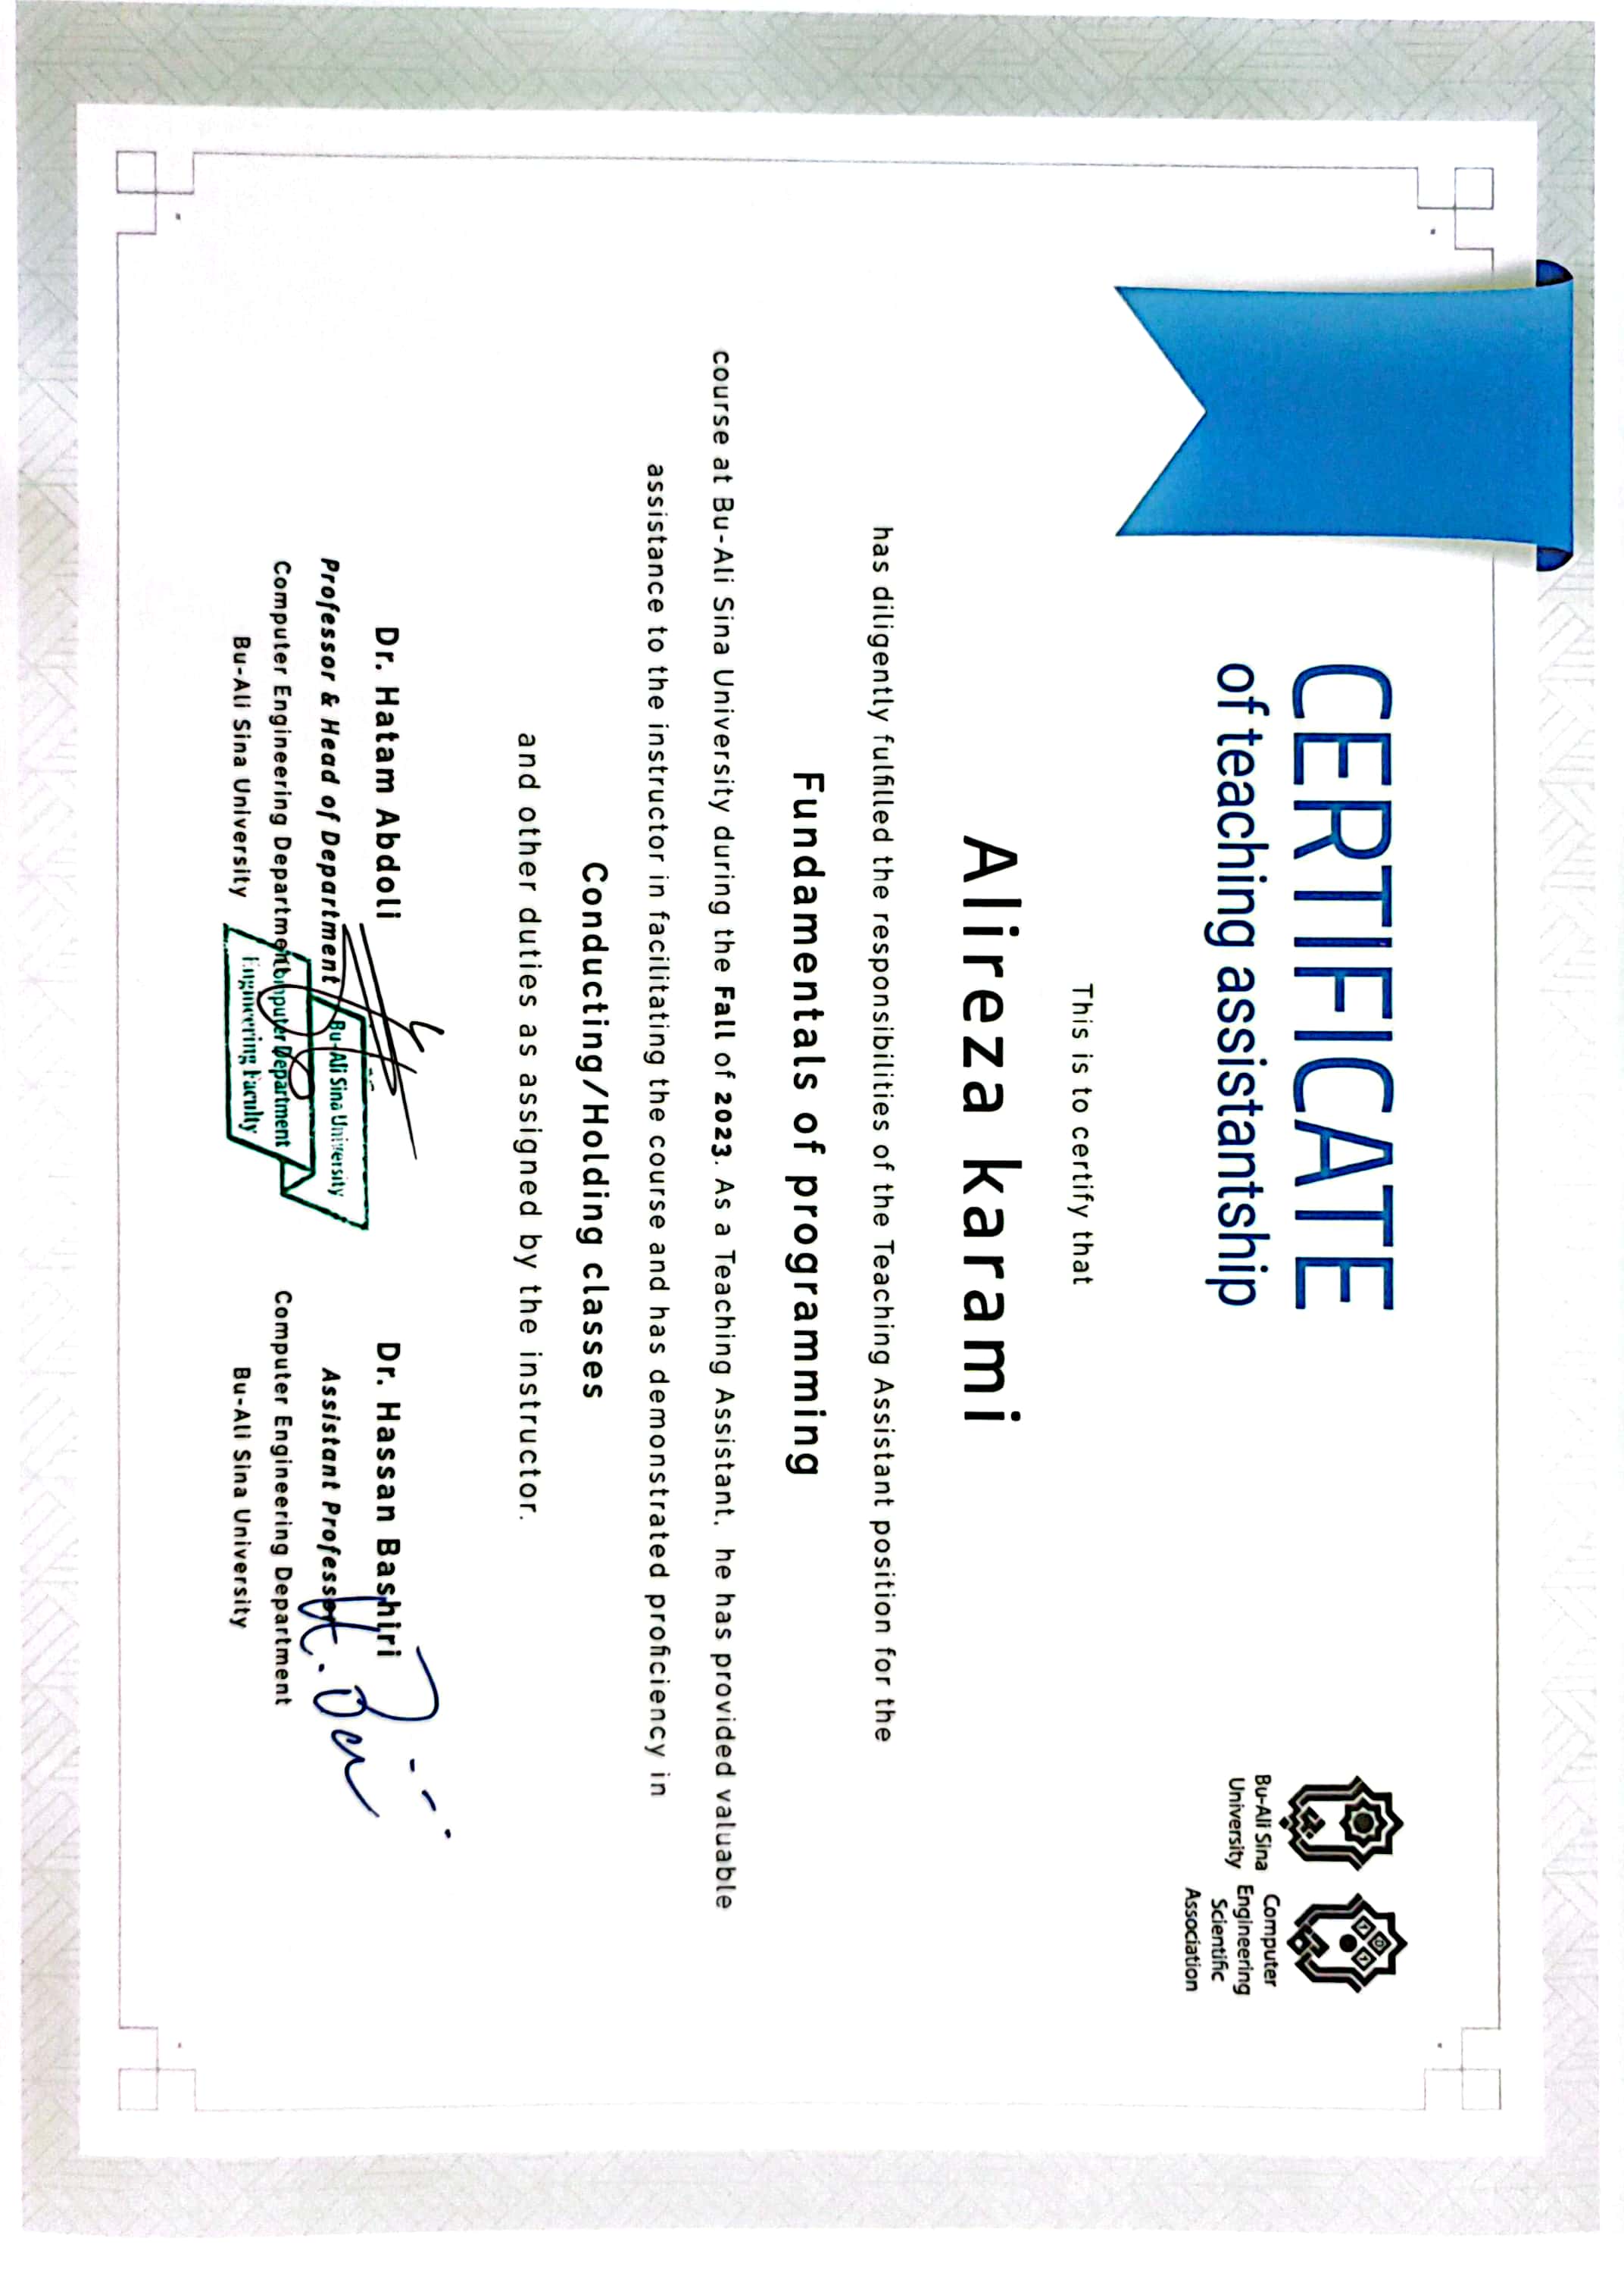 CERTIFICATE
of teaching assistantship
Bu-Ali Sina
University
Computer
Engineering
Scientific
Association
This is to certify that
Alireza karami
has diligently fulfilled the responsibilities of the Teaching Assistant position for the
Fundamentals of programming
course at Bu-Ali Sina University during the Fall of 2023. As a Teaching Assistant, he has provided valuable
assistance to the instructor in facilitating the course and has demonstrated proficiency in
Conducting/Holding classes
and other duties as assigned by the instructor.
Dr. Hatam Abdoli
Professor & Head of Department
Computer Engineering Department
Bu-Ali Sina University
Bu-Ali Sina University
Computer Department
Engineering Faculty
Dr. Hassan Bashiri
Assistant Professor
Computer Engineering Department
Bu-Ali Sina University